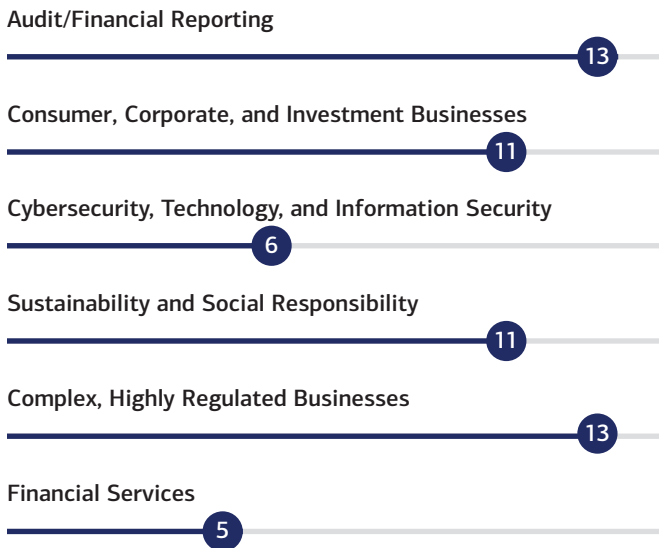 Audit/Financial Reporting
13
Consumer, Corporate, and Investment Businesses
11
Cybersecurity, Technology, and Information Security
6
Sustainability and Social Responsibility
11
Complex, Highly Regulated Businesses
13
Financial Services
5